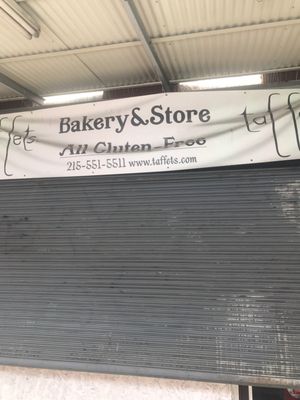 Bakery & Store
All Gluten-Free
215-551-5511 www.taffets.com